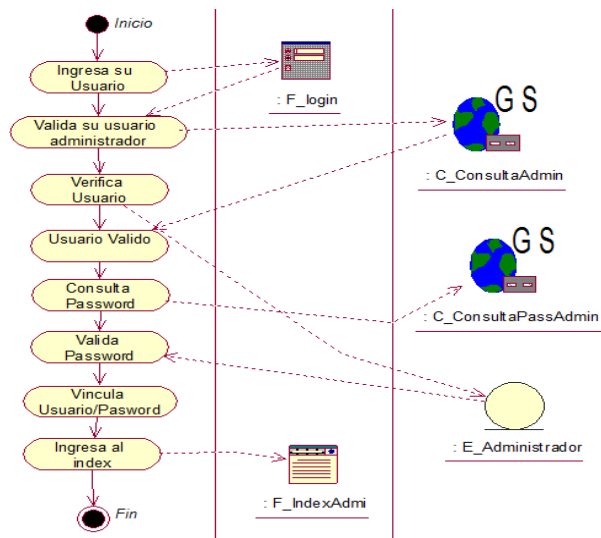 Inicio
Ingresa su
Usuario
: F_login
Valida su usuario
administrador
G S
: C_ConsultaAdmin
Verifica
Usuario
Usuario Valido
G S
Consulta
Password
: C_ConsultaPassAdmin
Valida
Password
Vincula
Usuario/Pasword
: E_Administrador
Ingresa al
index
: F_IndexAdmi
Fin